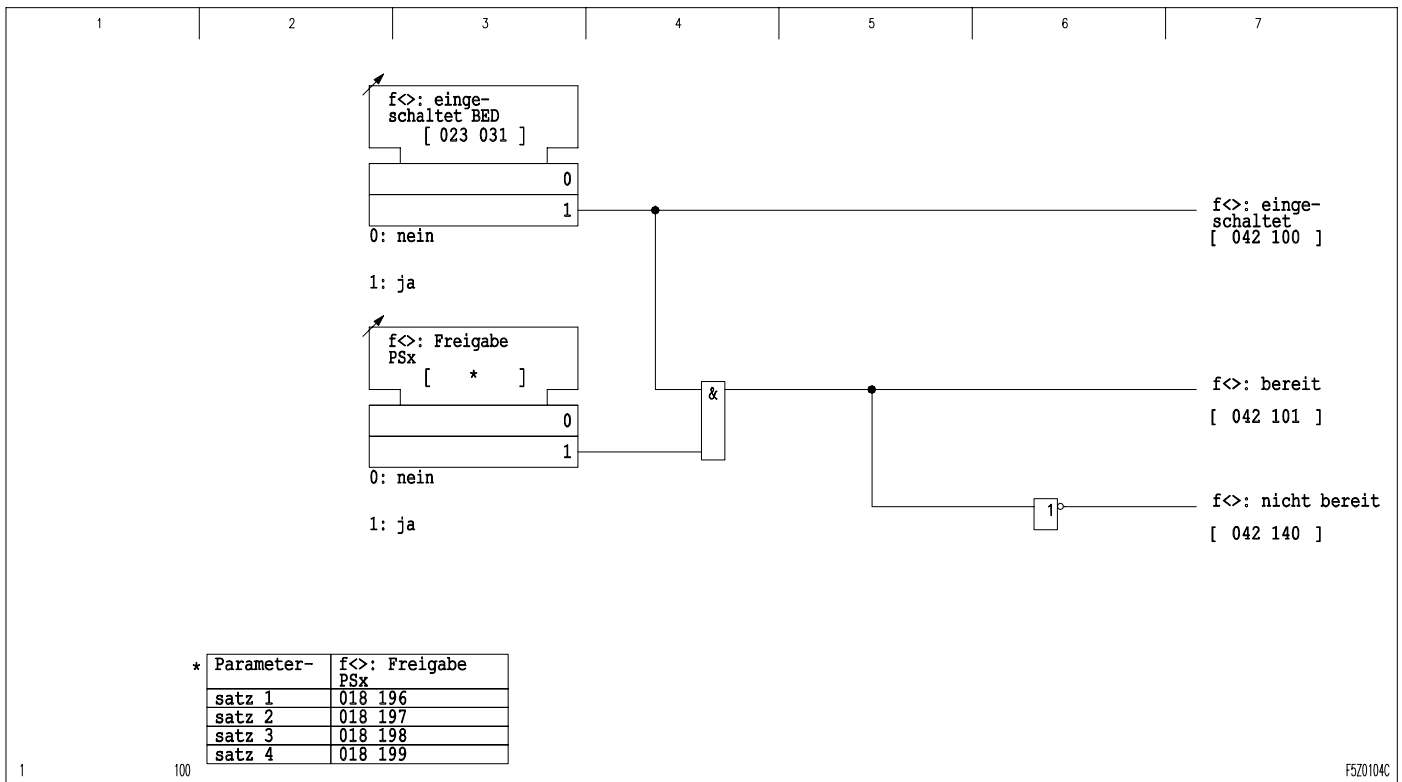 1 2 3 4 5 6 7
f<>: einge-
schaltet BED
[ 023 031 ]
0
1
0: nein
1: ja
f<>: einge-
schaltet
[ 042 100 ]
f<>: Freigabe
PSx
[ * ]
0
1
0: nein
1: ja
&
f<>: bereit
[ 042 101 ]
1
f<>: nicht bereit
[ 042 140 ]
* Parameter- f<>: Freigabe
PSx
satz 1 018 196
satz 2 018 197
satz 3 018 198
satz 4 018 199
1 100 F5Z0104C